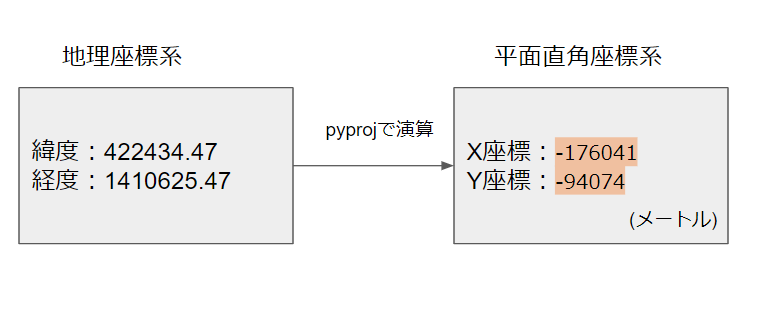 地理座標系
平面直角座標系
緯度：422434.47
経度：1410625.47
pyprojで演算
X座標：-176041
Y座標：-94074
(メートル)